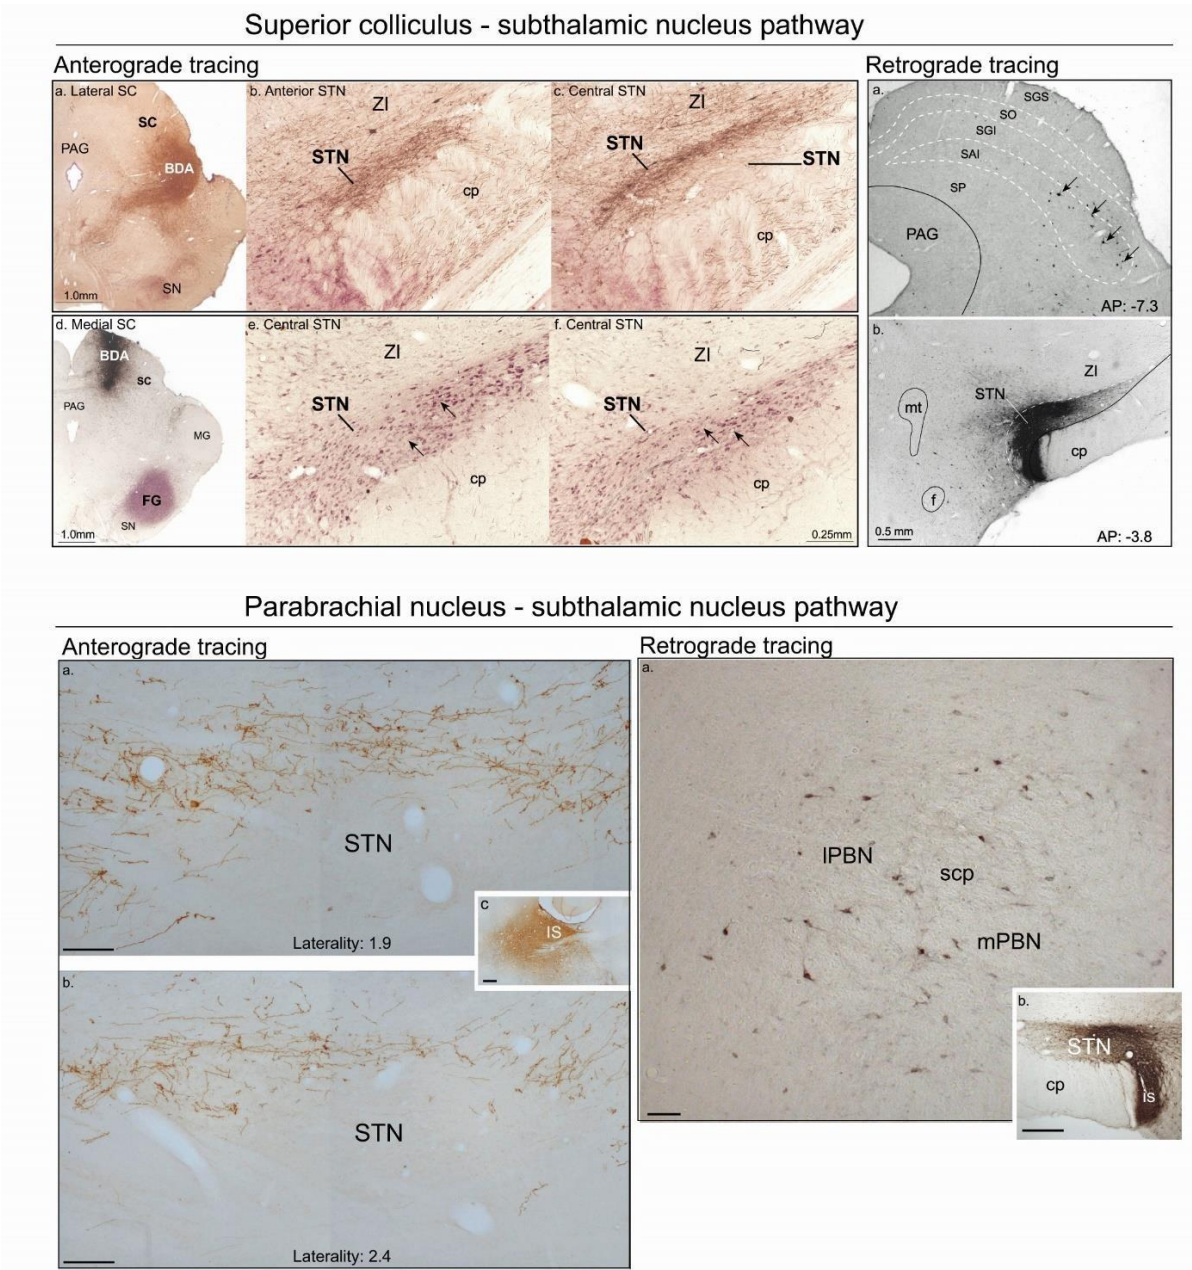 Superior colliculus - subthalamic nucleus pathway
Anterograde tracing
a. Lateral SC
SC
PAG
BDA
SN
1.0mm
b. Anterior STN
ZI
STN
cp
c. Central STN
ZI
STN
STN
cp
d. Medial SC
BDA
SC
PAG
MG
FG
SN
1.0mm
e. Central STN
ZI
STN
cp
f. Central STN
ZI
STN
cp
0.25mm
Retrograde tracing
a.
SGS
SO
SGI
SAI
SP
PAG
AP: -7.3
b.
ZI
STN
mt
cp
f
0.5 mm
AP: -3.8
Parabrachial nucleus - subthalamic nucleus pathway
Anterograde tracing
a.
STN
Laterality: 1.9
c
IS
b.
STN
Laterality: 2.4
Retrograde tracing
a.
lPBN
scp
mPBN
b.
STN
cp
is